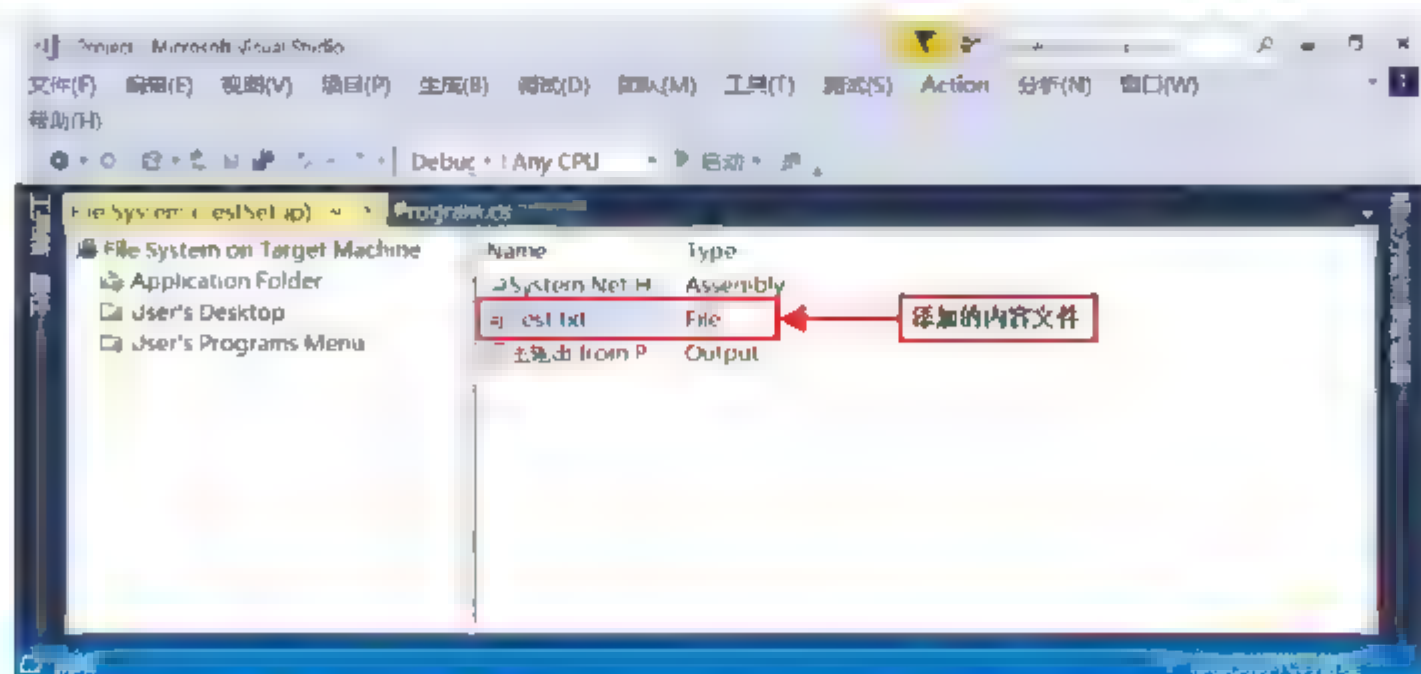 Microsoft Visual Studio
文件(F) 编辑(E) 视图(V) 项目(P) 生成(B) 调试(D) 团队(M) 工具(T) 测试(S) Action 分析(N) 窗口(W)
帮助(H)
Debug Any CPU 启动
File System Program.cs
File System on Target Machine Name Type
Application Folder Assembly
User's Desktop File 添加的内容文件
User's Programs Menu from P Output